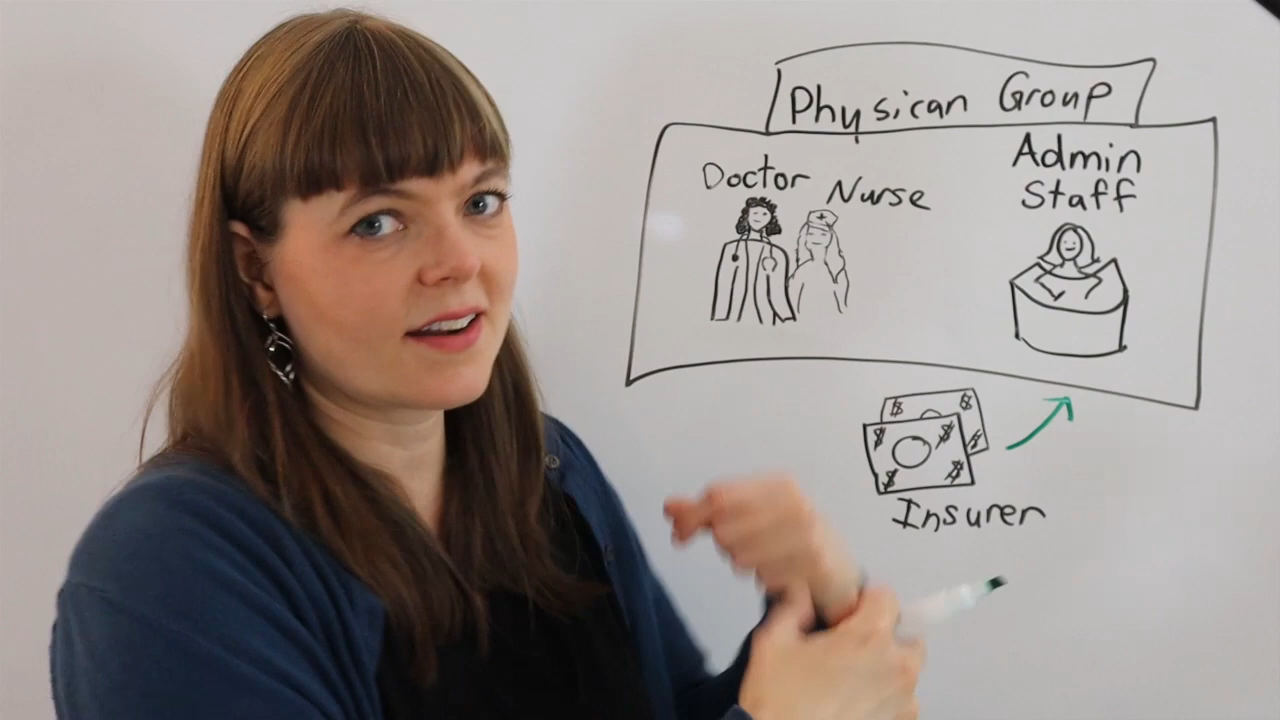 Physican Group
Doctor
Nurse
Admin
Staff
$ $
$ $ $
$ $
Insurer